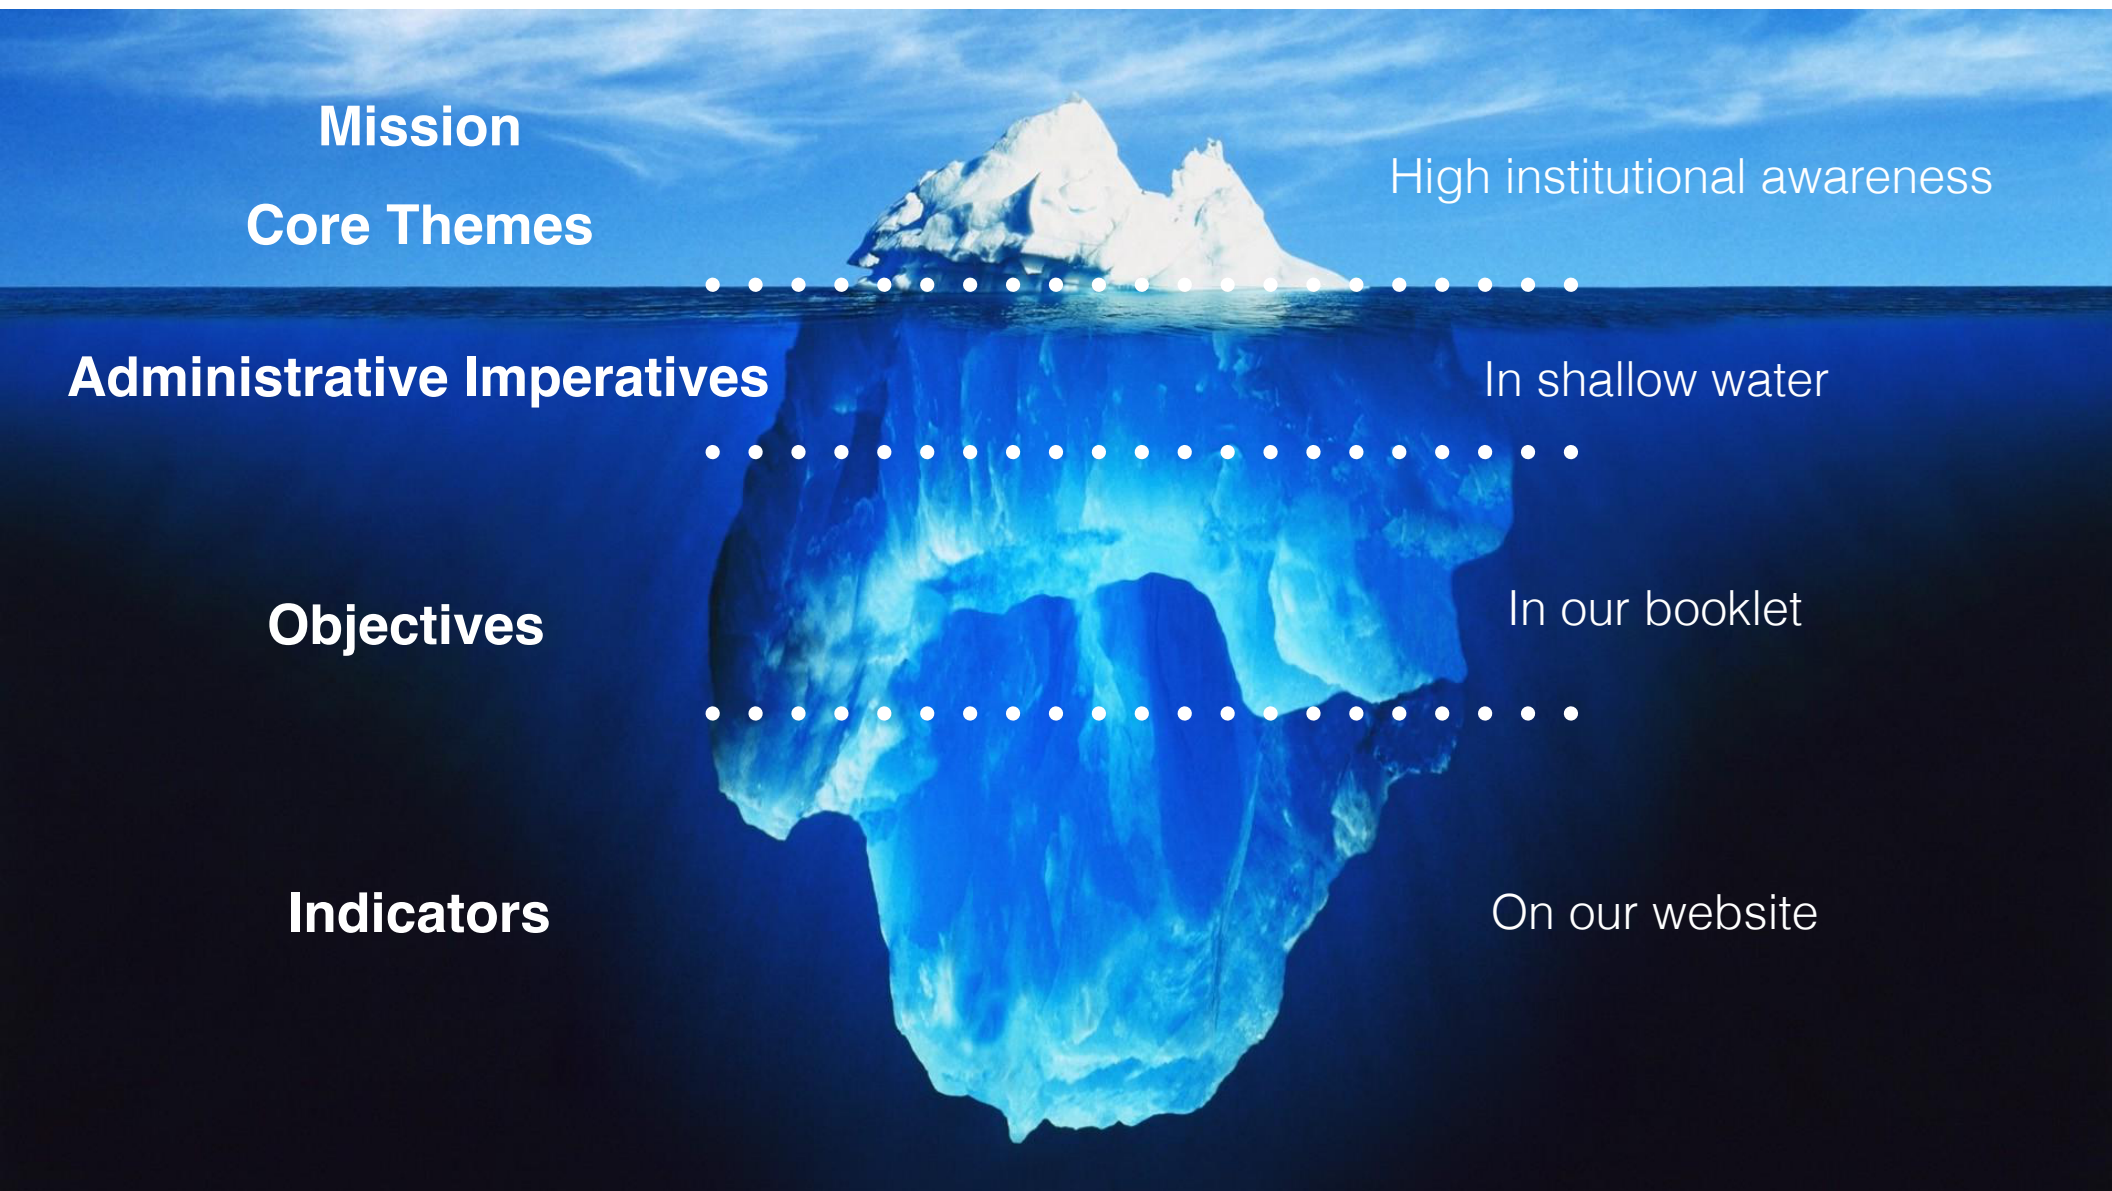 Mission
High institutional awareness
Core Themes
Administrative Imperatives
In shallow water
Objectives
In our booklet
Indicators
On our website